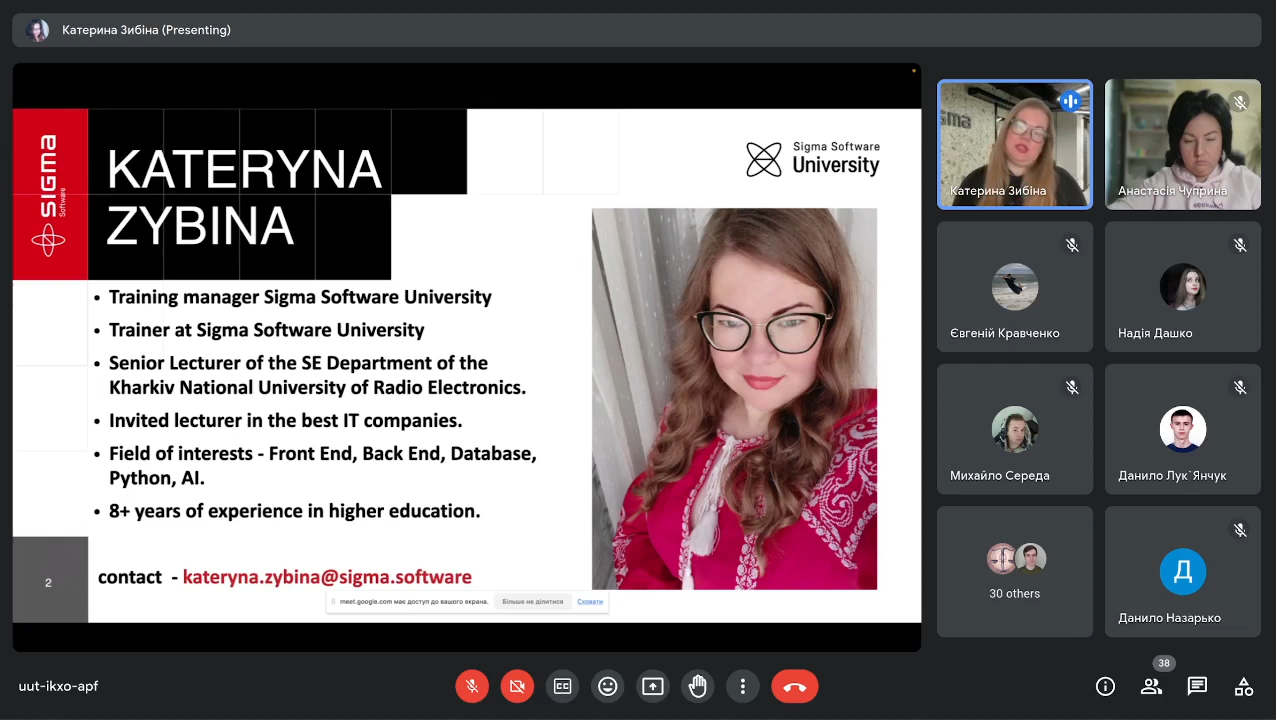 Катерина Зибіна (Presenting)
SIGMA
Software
KATERYNA
ZYBINA
Sigma Software
University
• Training manager Sigma Software University
• Trainer at Sigma Software University
• Senior Lecturer of the SE Department of the
Kharkiv National University of Radio Electronics.
• Invited lecturer in the best IT companies.
• Field of interests - Front End, Back End, Database,
Python, AI.
• 8+ years of experience in higher education.
contact - kateryna.zybina@sigma.software
2
meet.google.com має доступ до вашого екрана.
Більше не ділитися
Сховати
Катерина Зибіна
Анастасія Чуприна
Євгеній Кравченко
Надія Дашко
Михайло Середа
Данило Лук`Янчук
30 others
Д
Данило Назарько
uut-ikxo-apf
CC
38